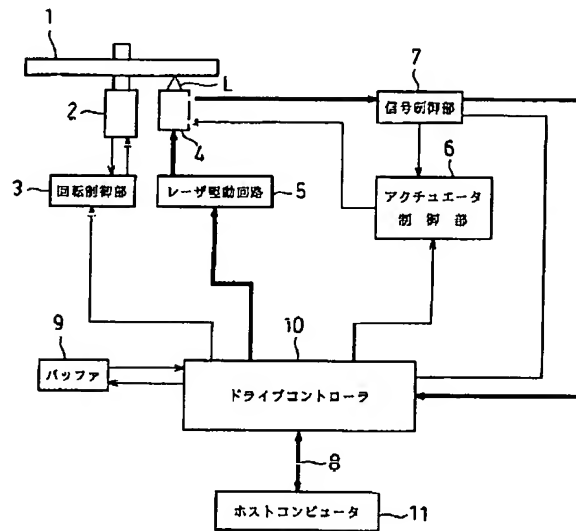 1
L
2
4
7
信号制御部
6
3
回転制御部
レーザ駆動回路
5
アクチュエータ
制御部
9
バッファ
10
ドライブコントローラ
8
ホストコンピュータ
11